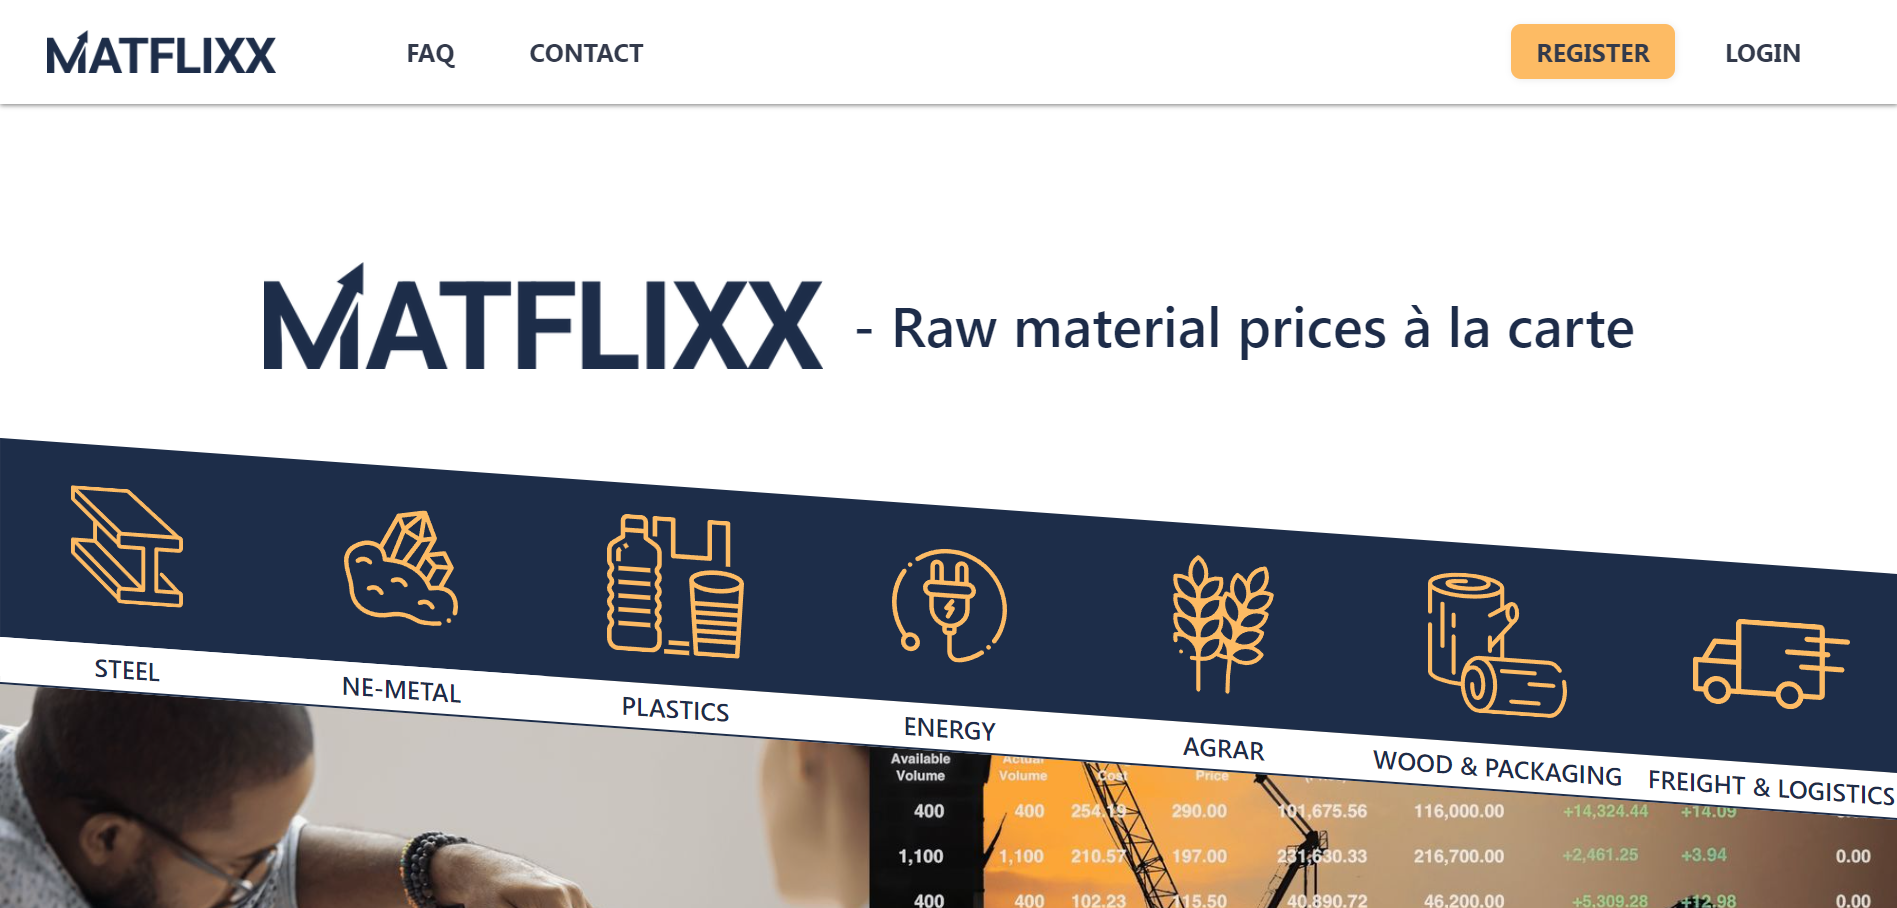 MATFLIXX FAQ CONTACT REGISTER LOGIN
MATFLIXX - Raw material prices à la carte
STEEL
NE-METAL
PLASTICS
ENERGY
AGRAR
WOOD & PACKAGING
FREIGHT & LOGISTICS
Available Actual
Volume Volume Cost Price
400 400 254.19 290.00 101,675.56 116,000.00 +14,324.44 +14.09
1,100 1,100 210.57 197.00 231,630.33 216,700.00 +2,461.25 +3.94 0.00
400 400 102.23 115.50 40,890.72 46,200.00 +5,309.28 +12.98 0.00